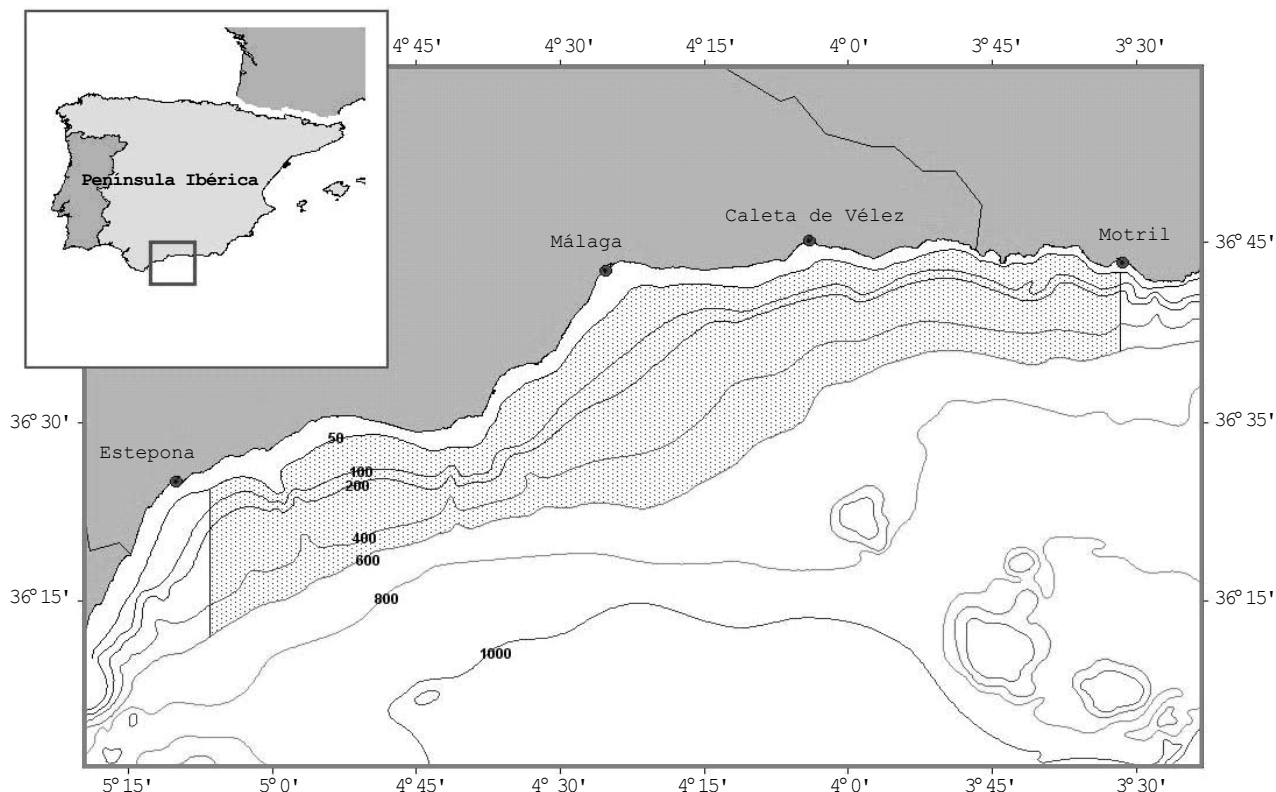 4°45' 4°30' 4°15' 4°0' 3°45' 3°30'
Península Ibérica
Caleta de Vélez
Málaga
Motril
36°45'
36°30'
36°35'
50
Estepona
100
200
400
600
36°15'
36°15'
800
1000
5°15' 5°0' 4°45' 4°30' 4°15' 4°0' 3°45' 3°30'